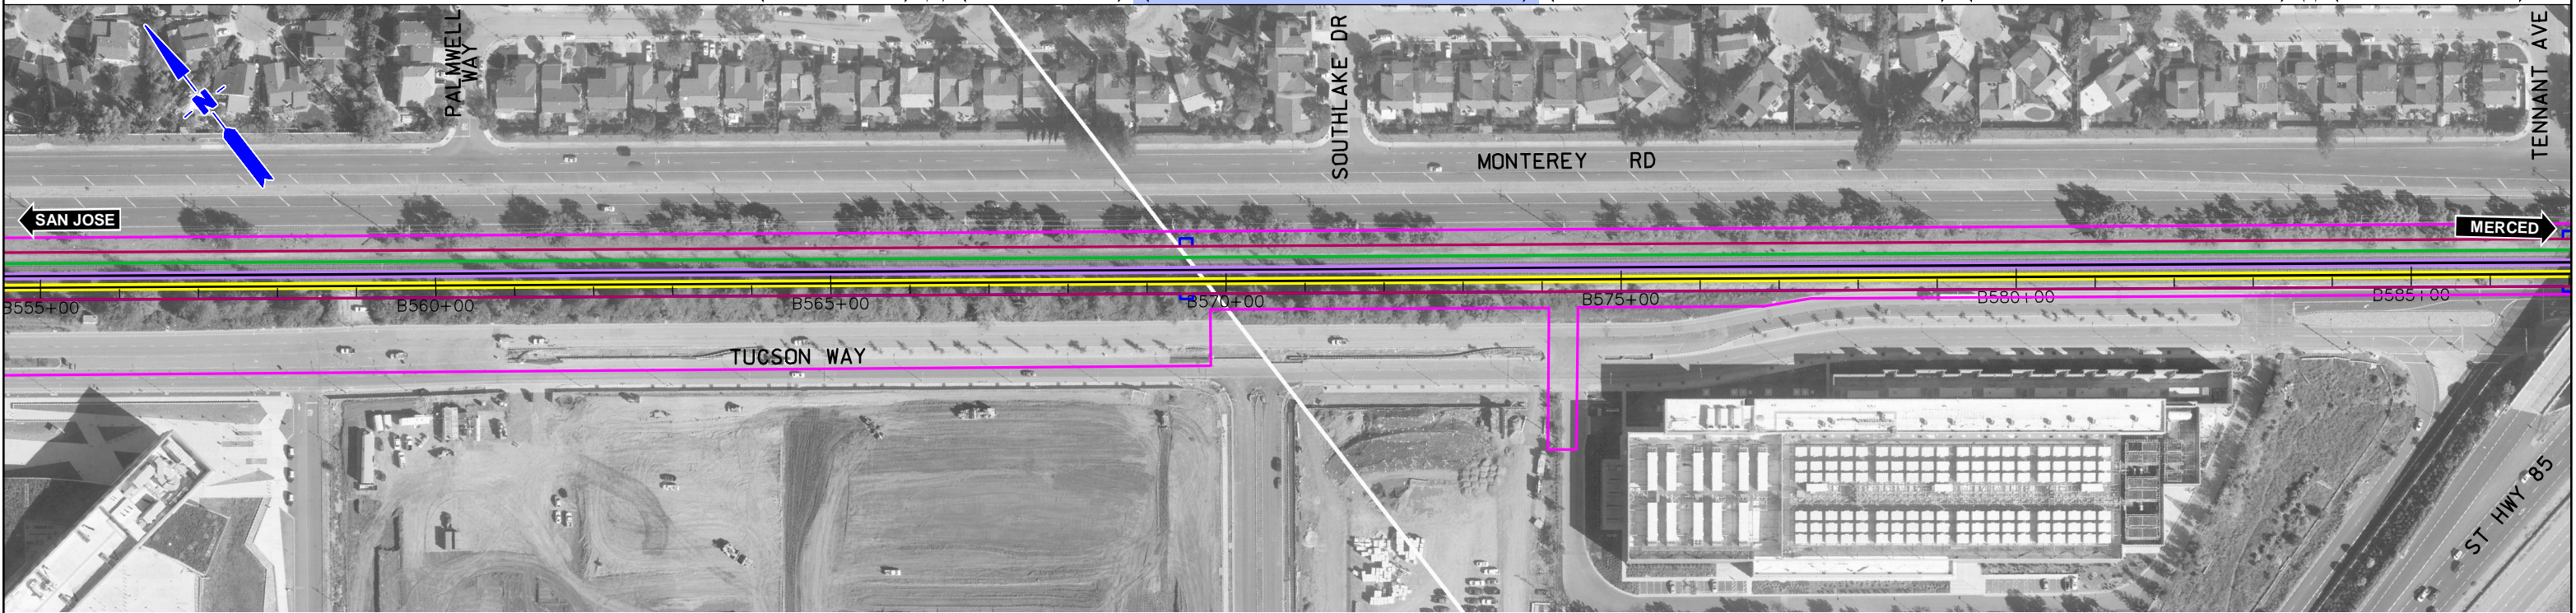 PALMWELL
WAY
SOUTHLAKE DR
TENNANT AVE
N
MONTEREY RD
SAN JOSE
MERCED
B555+00
B560+00
B565+00
B570+00
B575+00
B580+00
B585+00
TUCSON WAY
ST HWY 85